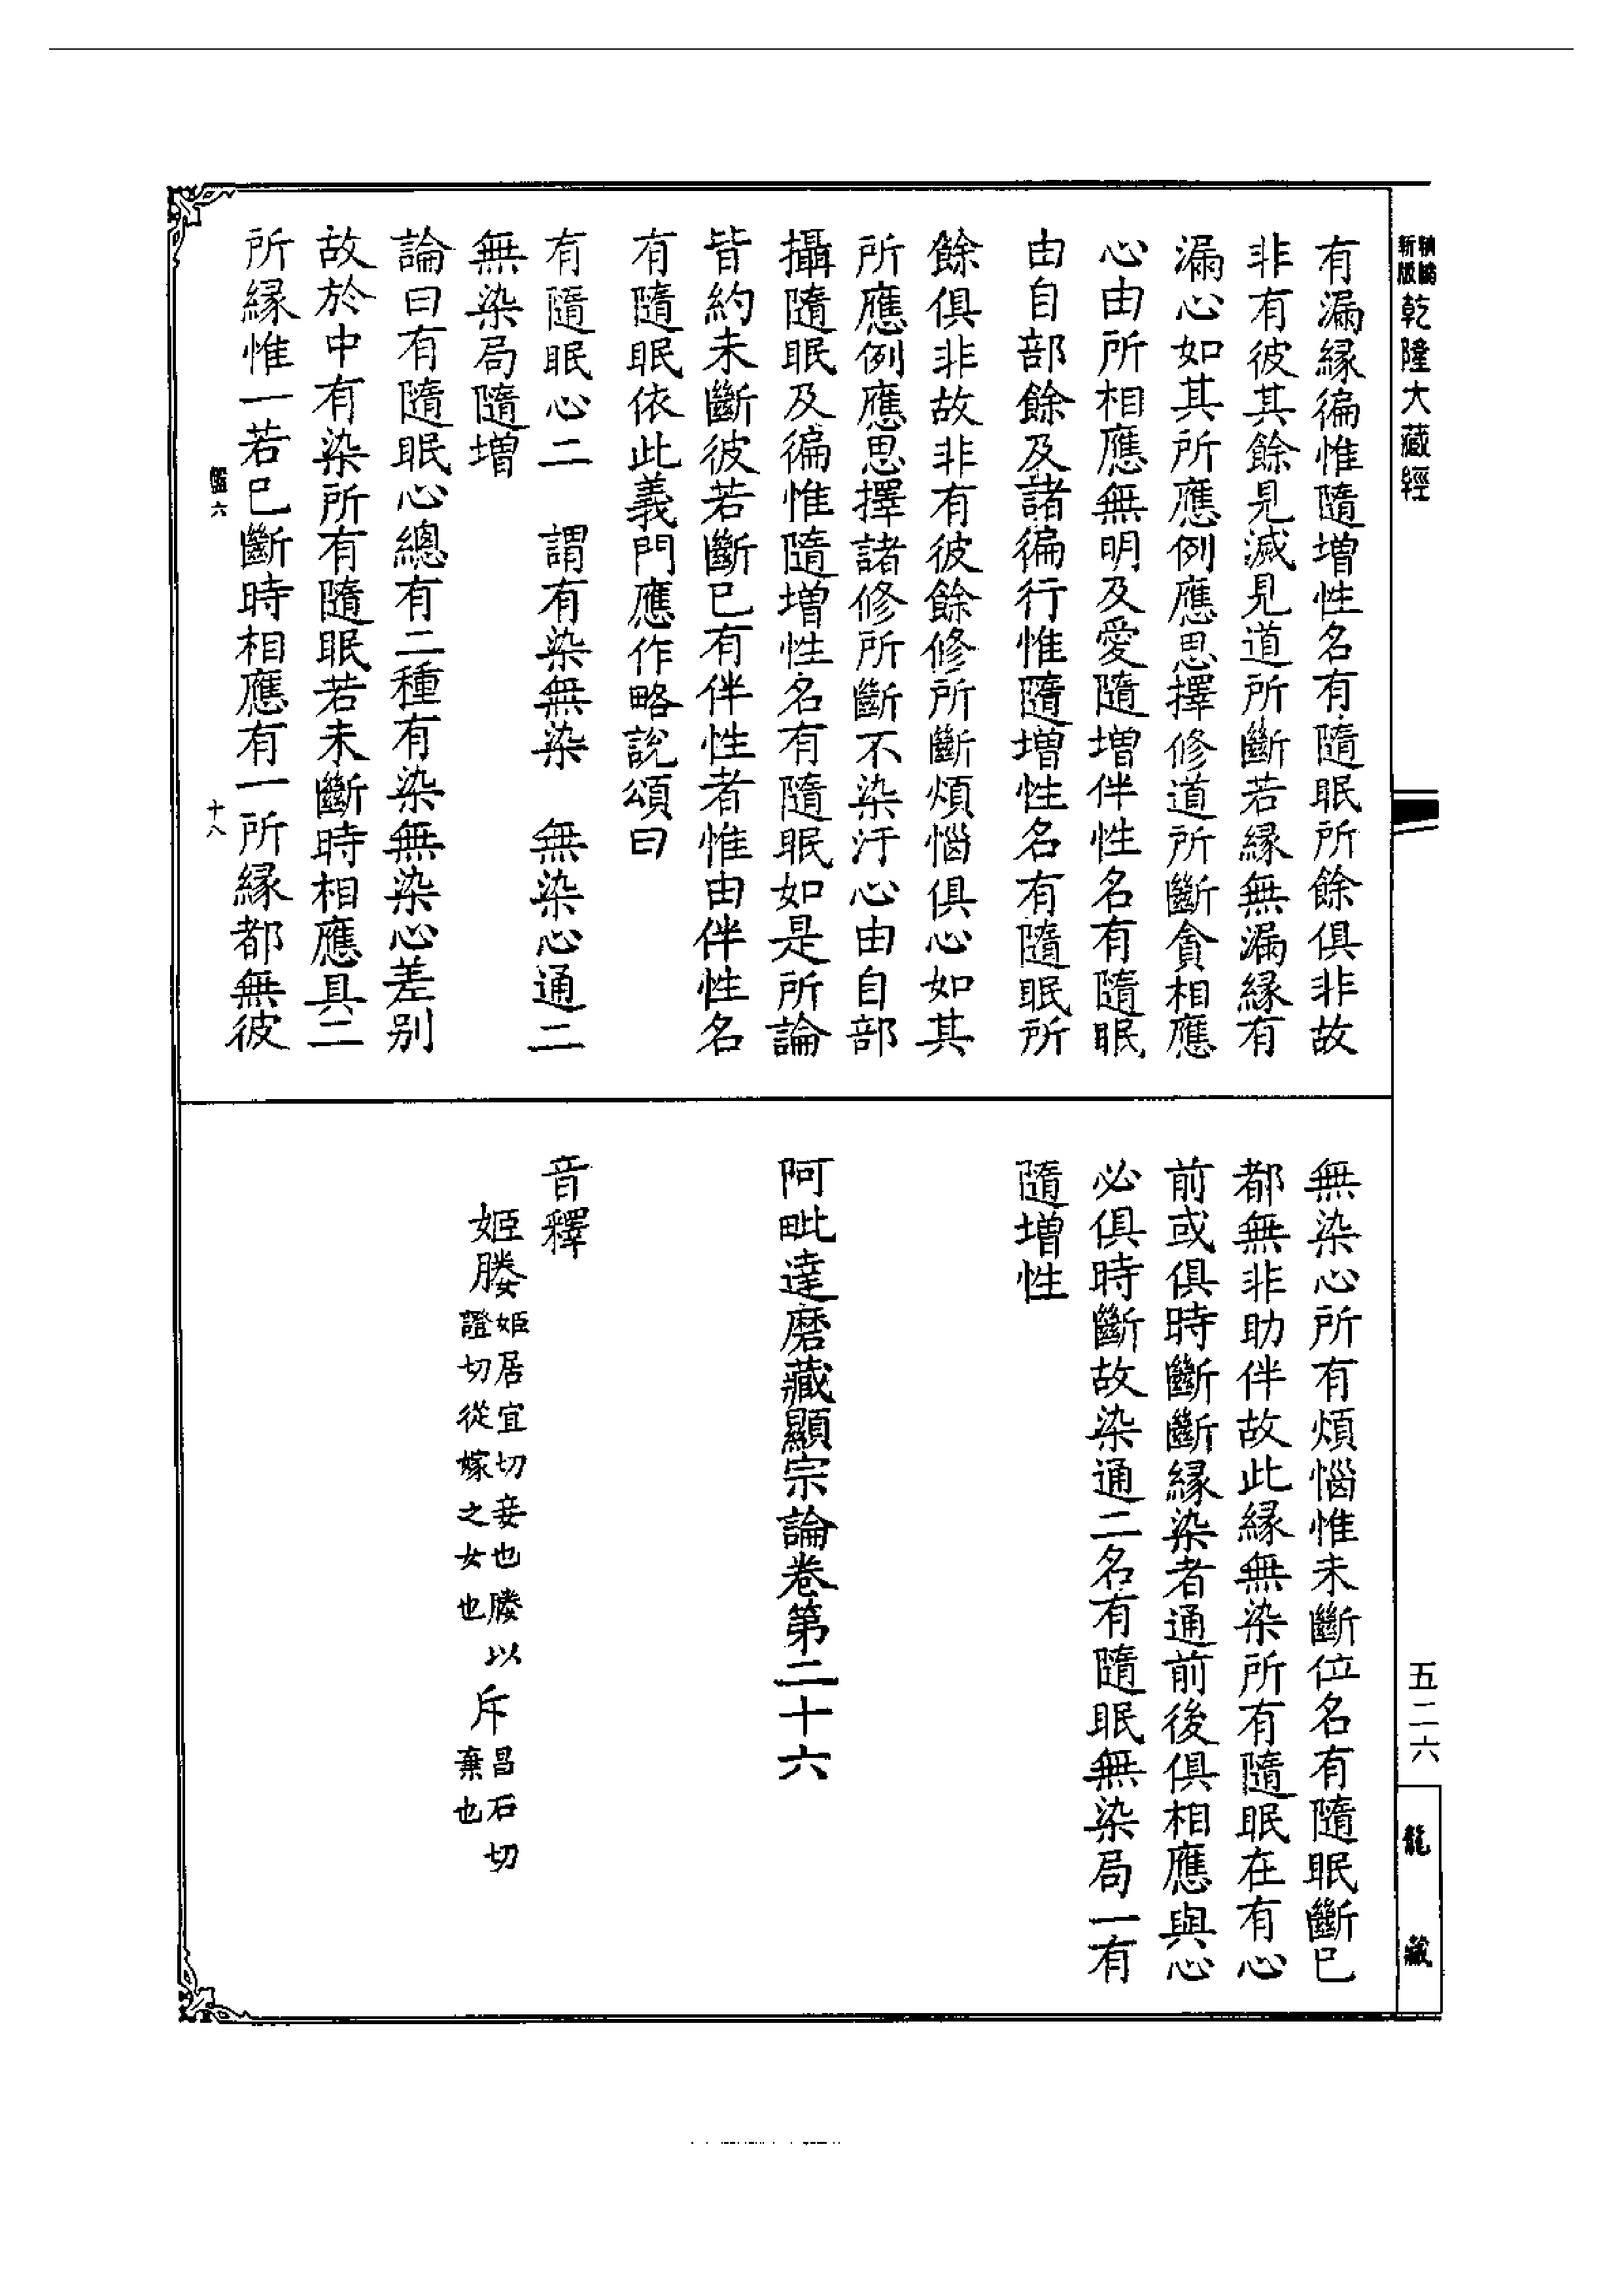 新版
乾隆大藏經
有漏緣徧惟隨增性名有隨眠所餘俱非故
非有彼其餘見滅見道所斷若緣無漏緣有
漏心如其所應例應思擇修道所斷貪相應
心由所相應無明及愛隨增伴性名有隨眠
由自部餘及諸徧行惟隨增性名有隨眠所
餘俱非故非有彼餘修所斷煩惱俱心如其
所應例應思擇諸修所斷不染汙心由自部
攝隨眠及徧惟隨增性名有隨眠如是所論
皆約未斷彼若斷已有伴性者惟由伴性名
有隨眠依此義門應作略說頌曰
有隨眠心二　謂有染無染　無染心通二
無染局隨增
論曰有隨眠心總有二種有染無染心差別
故於中有染所有隨眠若未斷時相應具二
所緣惟一若已斷時相應有一所緣都無彼
六　十八
無染心所有煩惱惟未斷位名有隨眠斷已
都無非助伴故此緣無染所有隨眠在有心
前或俱時斷斷緣染者通前後俱相應與心
必俱時斷故染通二名有隨眠無染局一有
隨增性
阿毗達磨藏顯宗論卷第二十六
音釋
姬媵姬居宜切妾也媵以
證切從嫁之女也
斥昌石切
棄也
五二六
龍藏